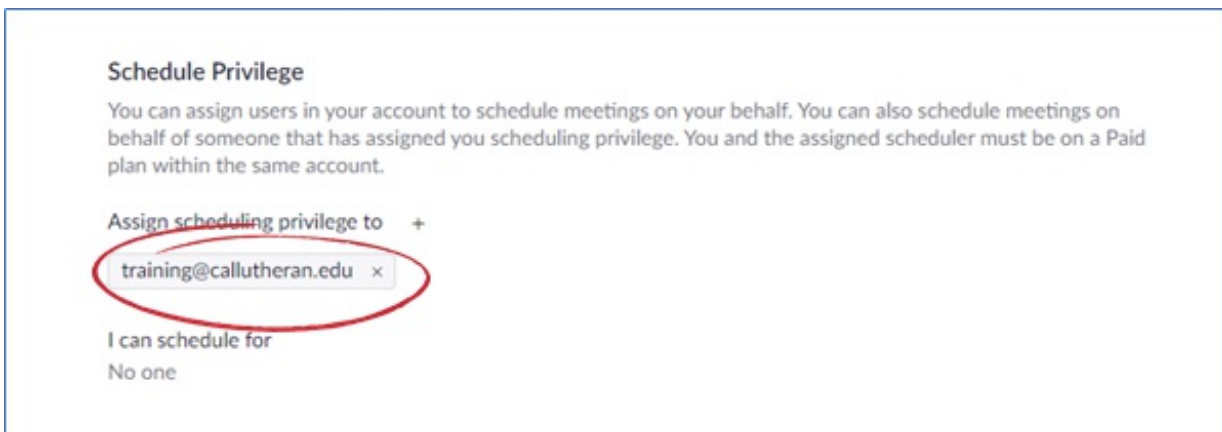 Schedule Privilege
You can assign users in your account to schedule meetings on your behalf. You can also schedule meetings on
behalf of someone that has assigned you scheduling privilege. You and the assigned scheduler must be on a Paid
plan within the same account.
Assign scheduling privilege to +
training@callutheran.edu ×
I can schedule for
No one